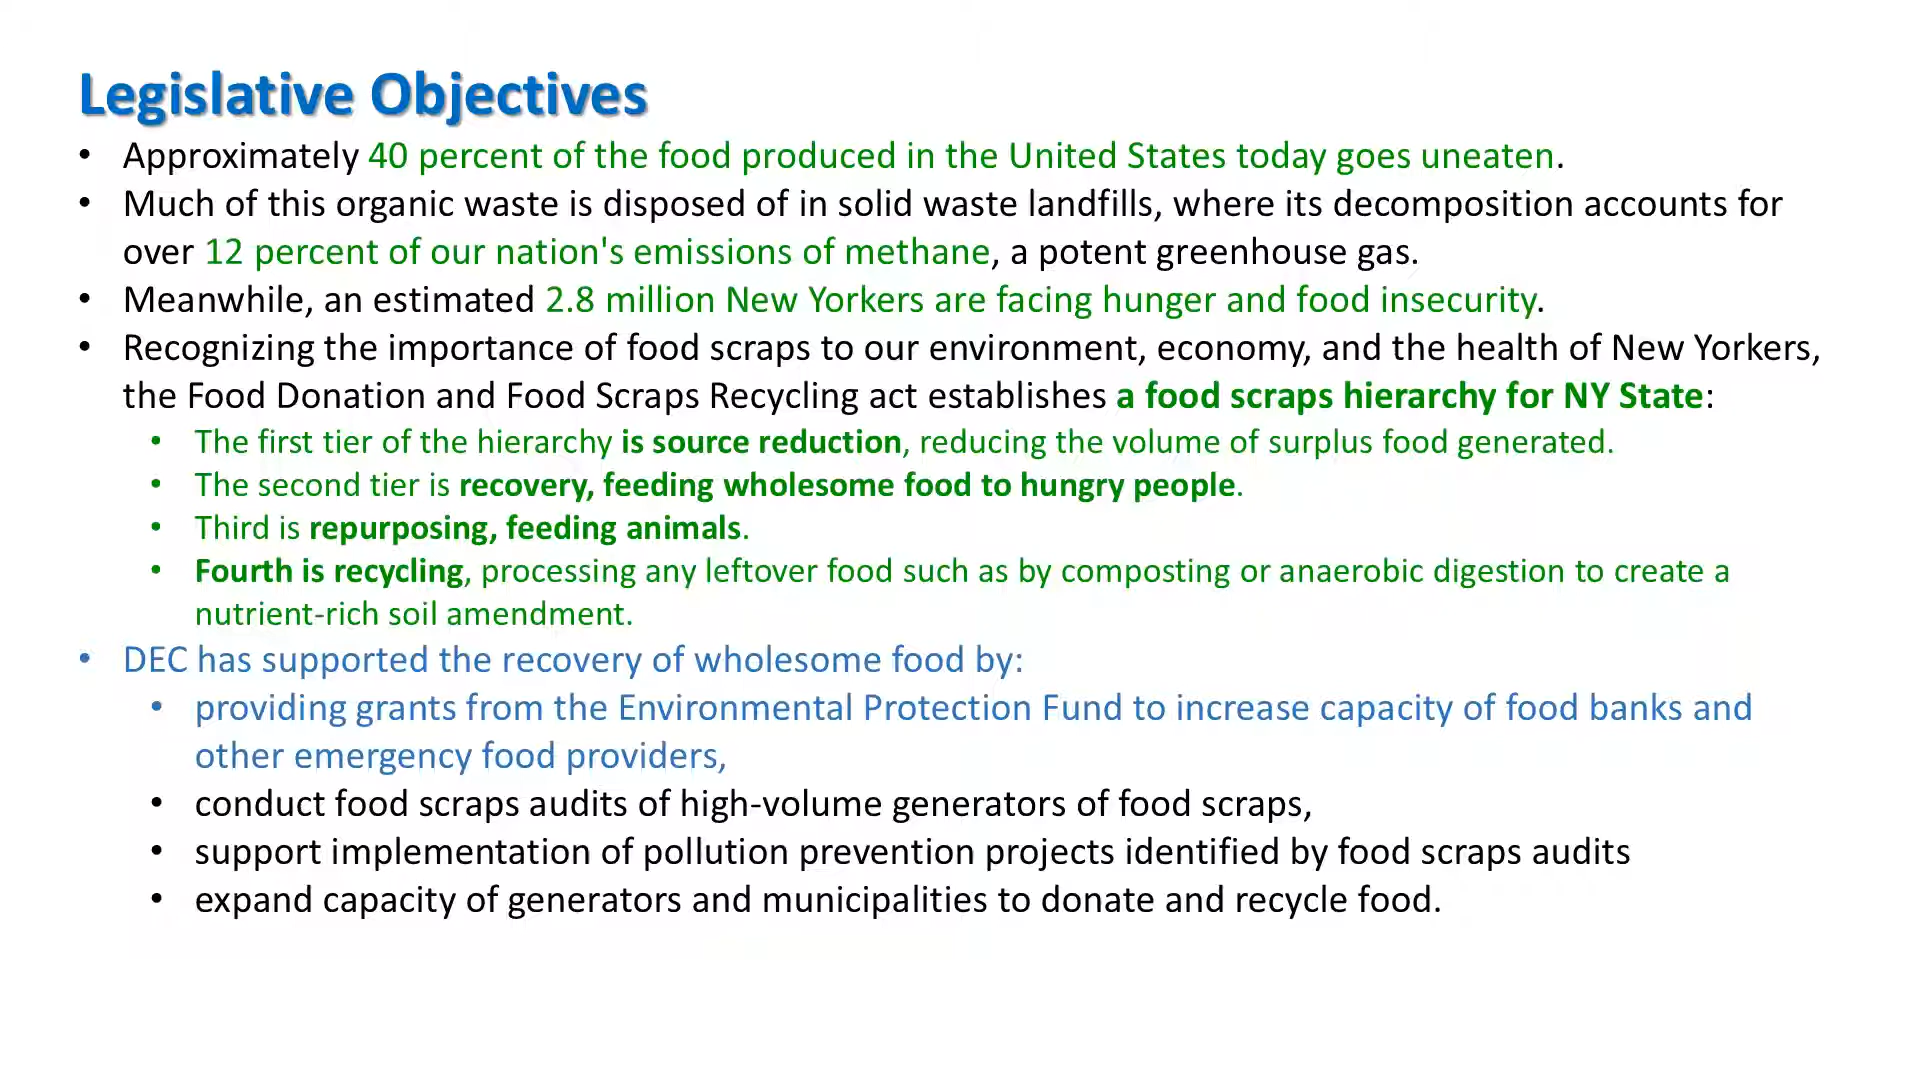 Legislative Objectives
• Approximately 40 percent of the food produced in the United States today goes uneaten.
• Much of this organic waste is disposed of in solid waste landfills, where its decomposition accounts for
over 12 percent of our nation's emissions of methane, a potent greenhouse gas.
• Meanwhile, an estimated 2.8 million New Yorkers are facing hunger and food insecurity.
• Recognizing the importance of food scraps to our environment, economy, and the health of New Yorkers,
the Food Donation and Food Scraps Recycling act establishes a food scraps hierarchy for NY State:
• The first tier of the hierarchy is source reduction, reducing the volume of surplus food generated.
• The second tier is recovery, feeding wholesome food to hungry people.
• Third is repurposing, feeding animals.
• Fourth is recycling, processing any leftover food such as by composting or anaerobic digestion to create a
nutrient-rich soil amendment.
• DEC has supported the recovery of wholesome food by:
• providing grants from the Environmental Protection Fund to increase capacity of food banks and
other emergency food providers,
• conduct food scraps audits of high-volume generators of food scraps,
• support implementation of pollution prevention projects identified by food scraps audits
• expand capacity of generators and municipalities to donate and recycle food.